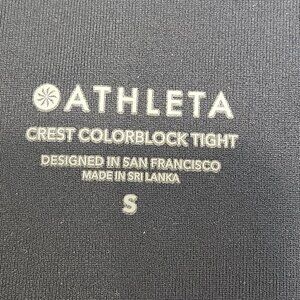 ATHLETA
CREST COLORBLOCK TIGHT
DESIGNED IN SAN FRANCISCO
MADE IN SRI LANKA
S